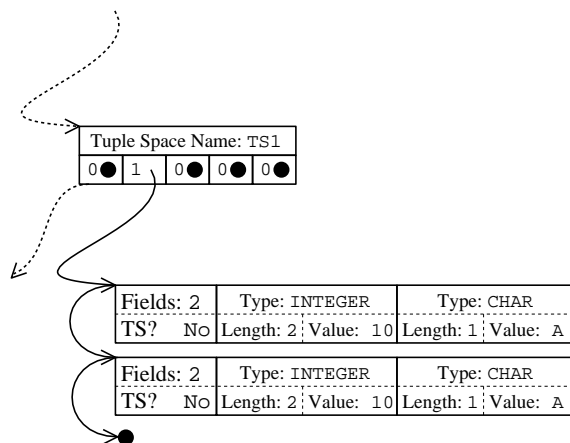 Tuple Space Name: TS1
0 1 0 0 0
Fields: 2 Type: INTEGER Type: CHAR
TS? No Length: 2 Value: 10 Length: 1 Value: A
Fields: 2 Type: INTEGER Type: CHAR
TS? No Length: 2 Value: 10 Length: 1 Value: A